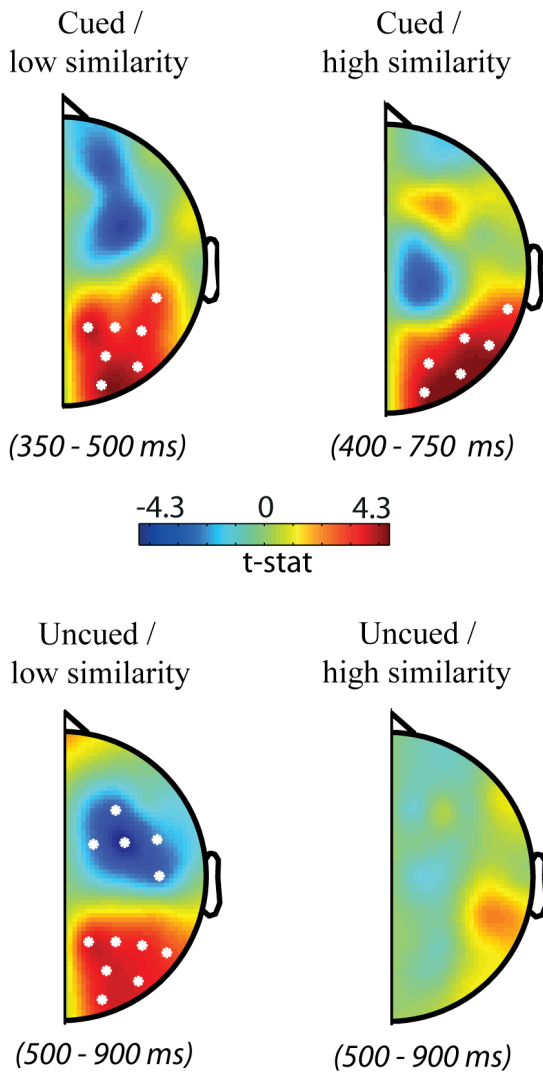 Cued /
low similarity
Cued /
high similarity
(350 - 500 ms)
(400 - 750 ms)
-4.3 0 4.3
t-stat
Uncued /
low similarity
Uncued /
high similarity
(500 - 900 ms)
(500 - 900 ms)